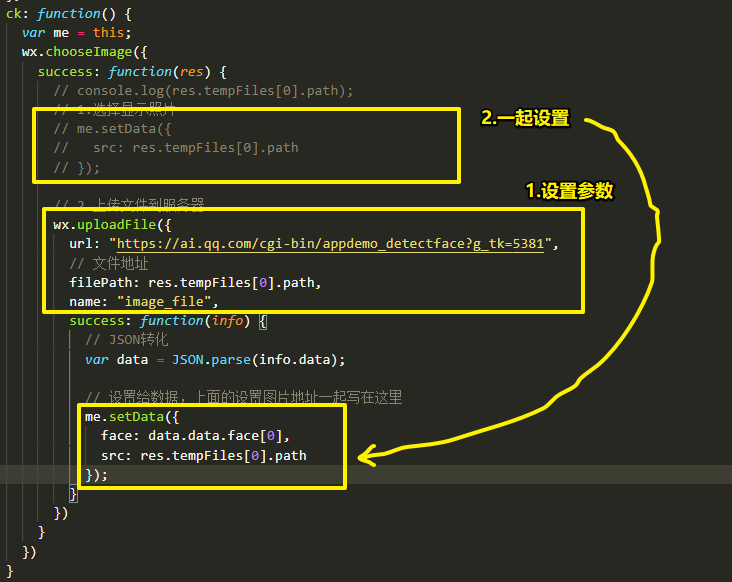 ck: function() {
var me = this;
wx.chooseImage({
success: function(res) {
// console.log(res.tempFiles[0].path);
// 1.选择显示照片
// me.setData({
//   src: res.tempFiles[0].path
// });
2.一起设置
1.设置参数
// 2.上传文件到服务器
wx.uploadFile({
url: "https://ai.qq.com/cgi-bin/appdemo_detectface?g_tk=5381",
// 文件地址
filePath: res.tempFiles[0].path,
name: "image_file",
success: function(info) {
// JSON转化
var data = JSON.parse(info.data);
// 设置给数据，上面的设置图片地址一起写在这里
me.setData({
face: data.data.face[0],
src: res.tempFiles[0].path
});
}
})
}
})
}